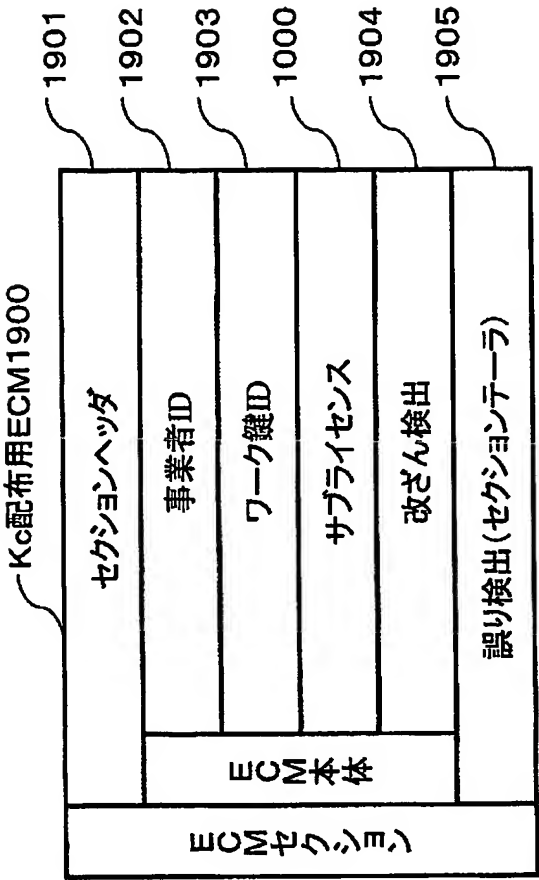 Kc配布用ECM1900
ECMセクション
セクションヘッダ
1901
ECM本体
事業者ID
1902
ワーク鍵ID
1903
サブライセンス
1000
改ざん検出
1904
誤り検出(セクションテーラ)
1905